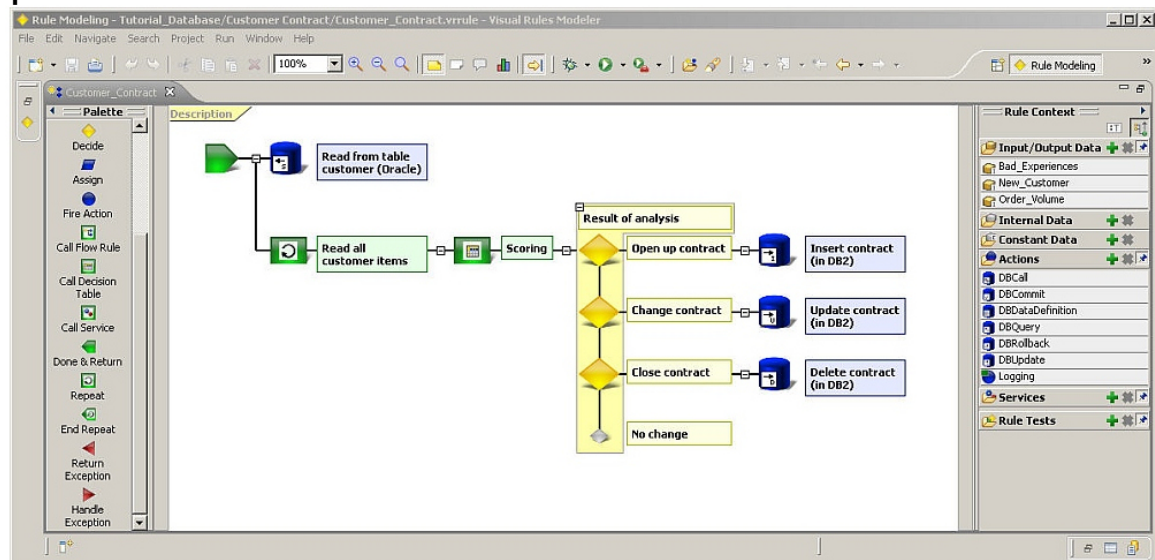 Rule Modeling - Tutorial_Database/Customer Contract/Customer_Contract.vrrule - Visual Rules Modeler
File Edit Navigate Search Project Run Window Help
100%
Rule Modeling
»
Customer_Contract
Palette
Decide
Assign
Fire Action
Call Flow Rule
Call Decision
Table
Call Service
Done & Return
Repeat
End Repeat
Return
Exception
Handle
Exception
Description
Read from table
customer (Oracle)
Read all
customer items
Scoring
Result of analysis
Open up contract
Insert contract
(in DB2)
Change contract
Update contract
(in DB2)
Close contract
Delete contract
(in DB2)
No change
Rule Context
Input/Output Data
Bad_Experiences
New_Customer
Order_Volume
Internal Data
Constant Data
Actions
DBCall
DBCommit
DBDataDefinition
DBQuery
DBRollback
DBUpdate
Logging
Services
Rule Tests